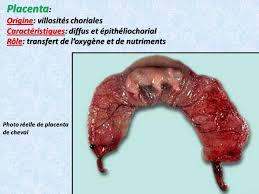 Placenta:
Origine: villosités choriales
Caractéristiques: diffus et épithéliochorial
Rôle: transfert de l'oxygène et de nutriments
Photo réelle de placenta
de cheval